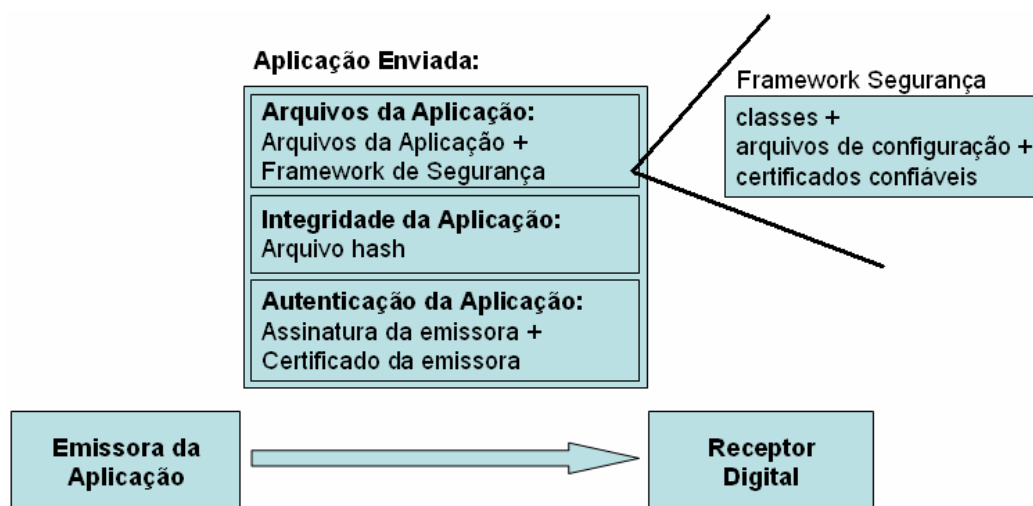 Aplicação Enviada:
Arquivos da Aplicação:
Arquivos da Aplicação +
Framework de Segurança
Integridade da Aplicação:
Arquivo hash
Autenticação da Aplicação:
Assinatura da emissora +
Certificado da emissora
Framework Segurança
classes +
arquivos de configuração +
certificados confiáveis
Emissora da
Aplicação
Receptor
Digital